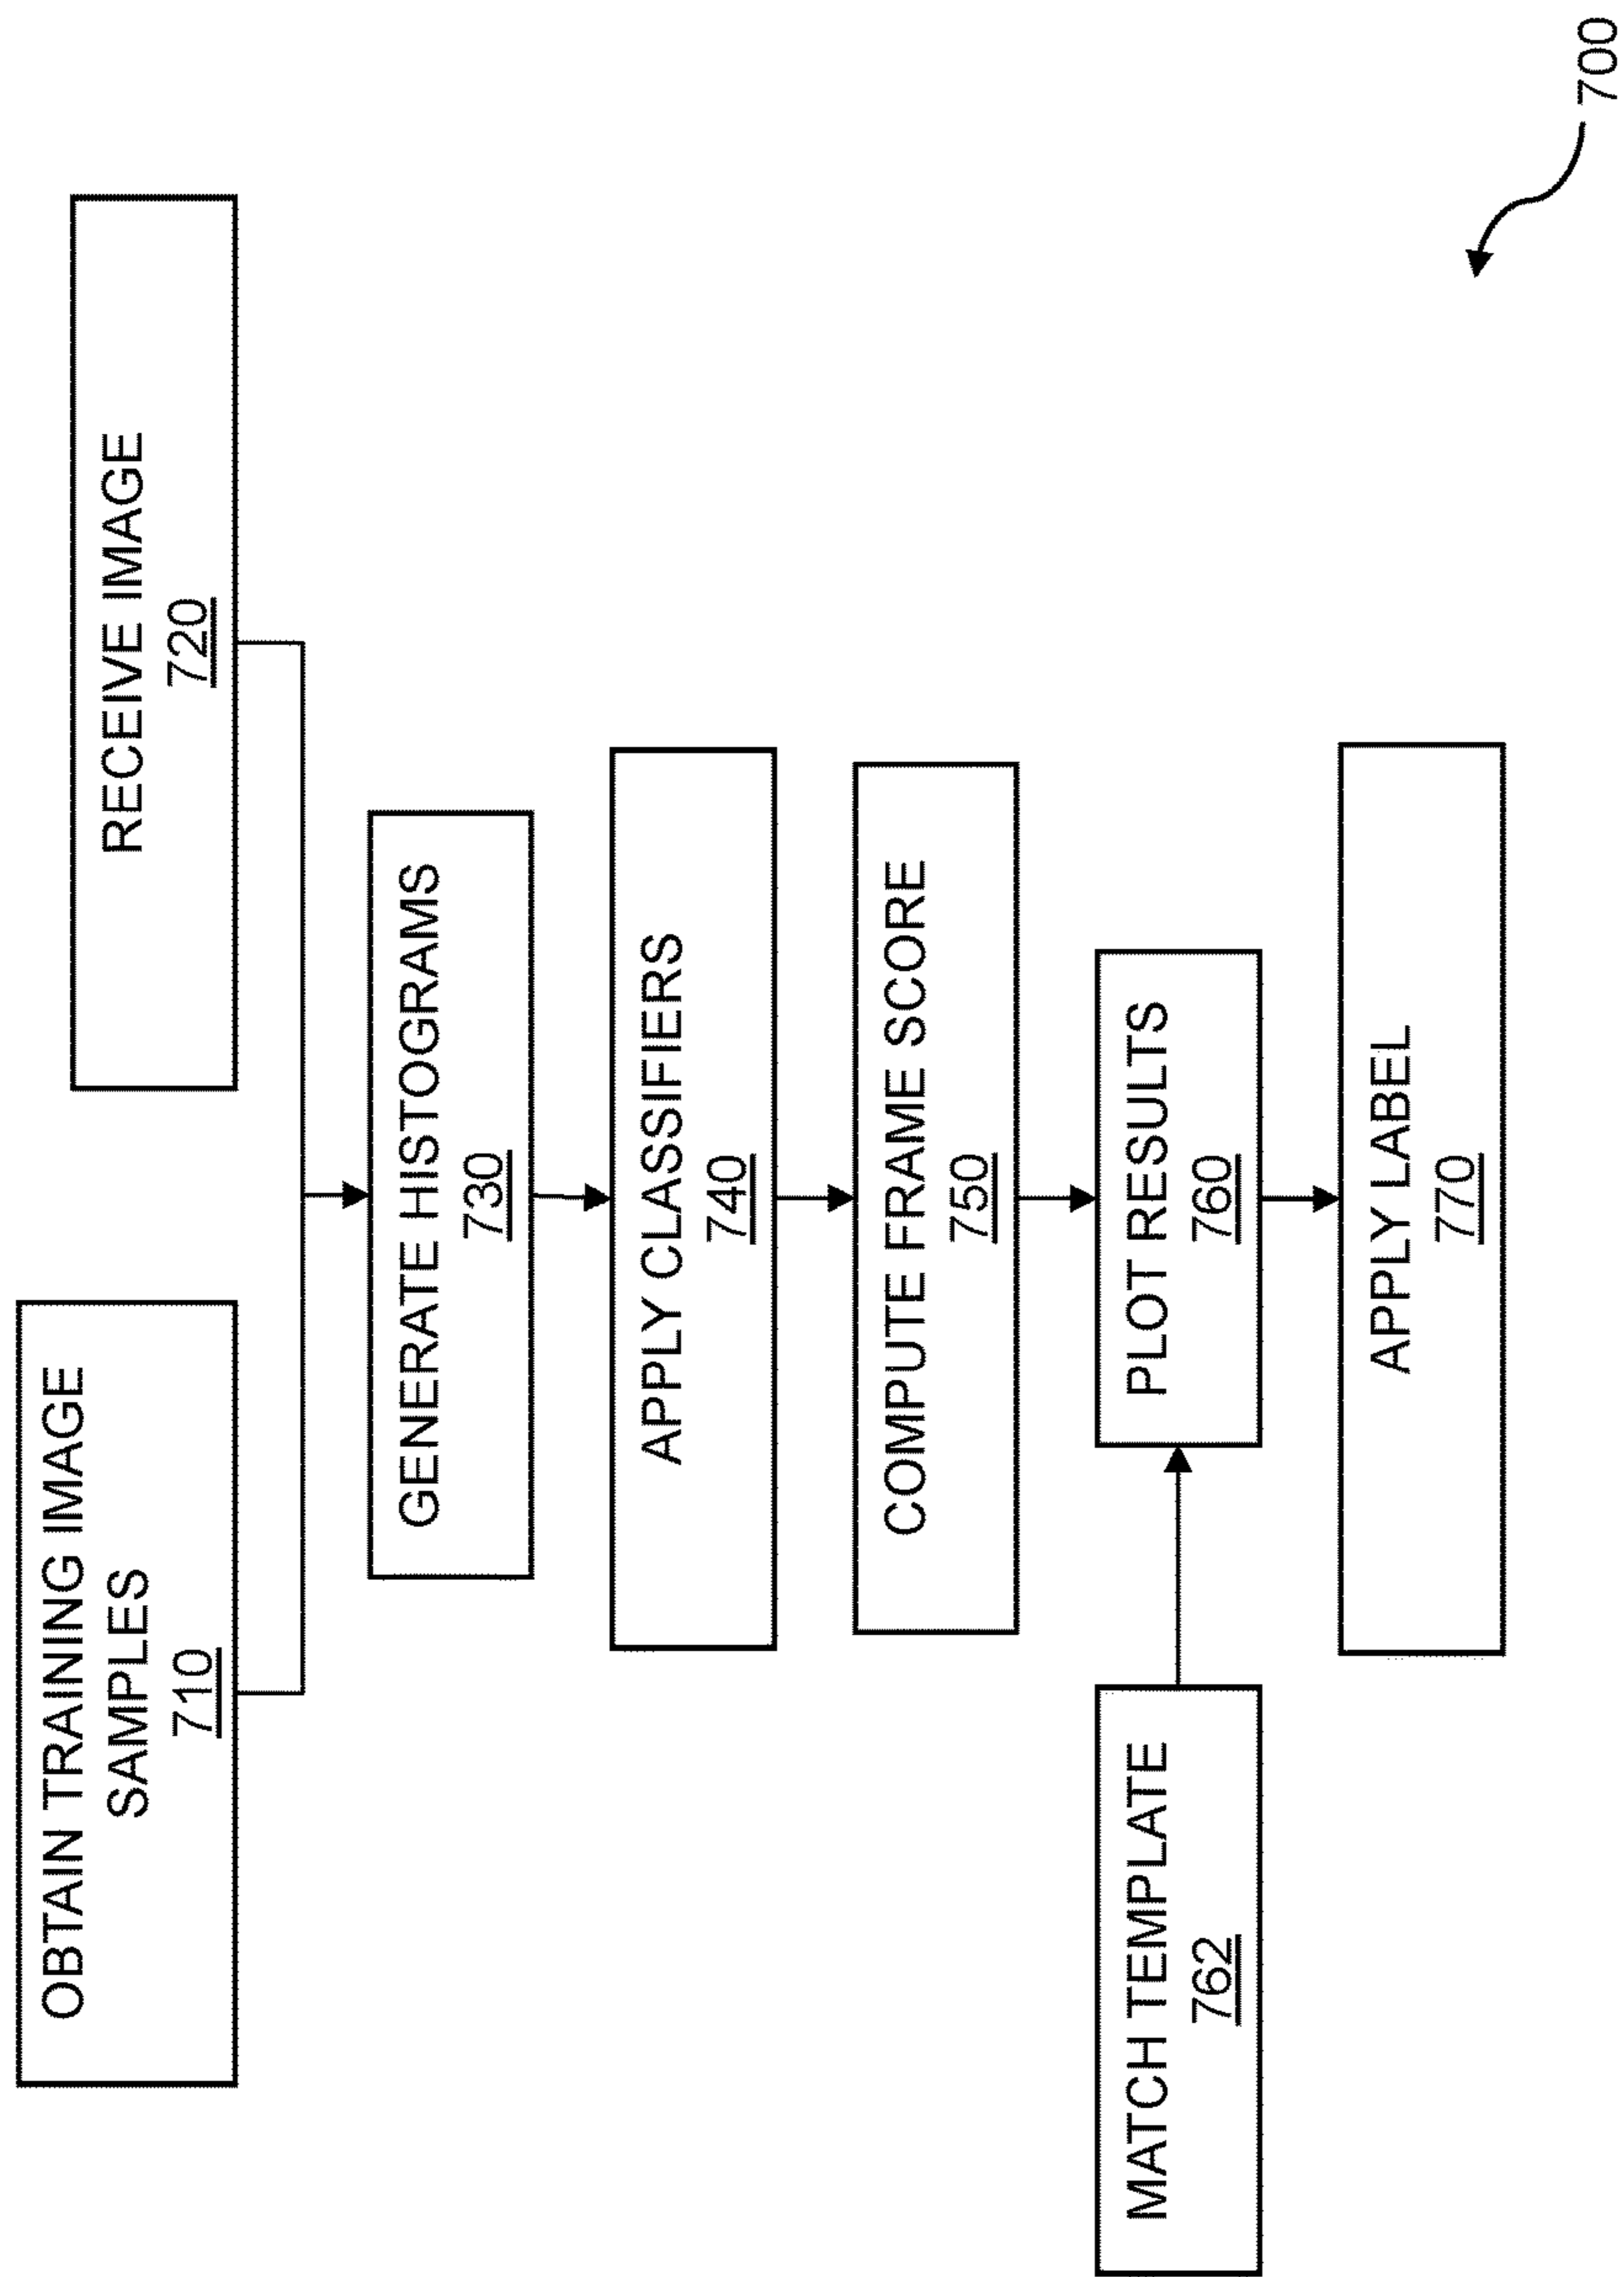 OBTAIN TRAINING IMAGE
SAMPLES
710
RECEIVE IMAGE
720
GENERATE HISTOGRAMS
730
APPLY CLASSIFIERS
740
COMPUTE FRAME SCORE
750
MATCH TEMPLATE
762
PLOT RESULTS
760
APPLY LABEL
770
700